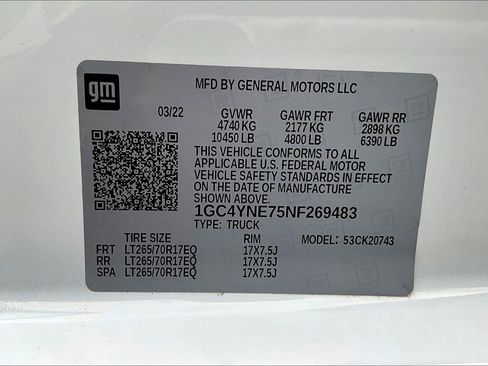 gm
MFD BY GENERAL MOTORS LLC
03/22 GVWR GAWR FRT GAWR RR
4740 KG 2177 KG 2898 KG
10450 LB 4800 LB 6390 LB
THIS VEHICLE CONFORMS TO ALL
APPLICABLE U.S. FEDERAL MOTOR
VEHICLE SAFETY STANDARDS IN EFFECT
ON THE DATE OF MANUFACTURE
SHOWN ABOVE.
1GC4YNE75NF269483
TYPE: TRUCK
TIRE SIZE RIM MODEL: 53CK20743
FRT LT265/70R17EQ 17X7.5J
RR LT265/70R17EQ 17X7.5J
SPA LT265/70R17EQ 17X7.5J